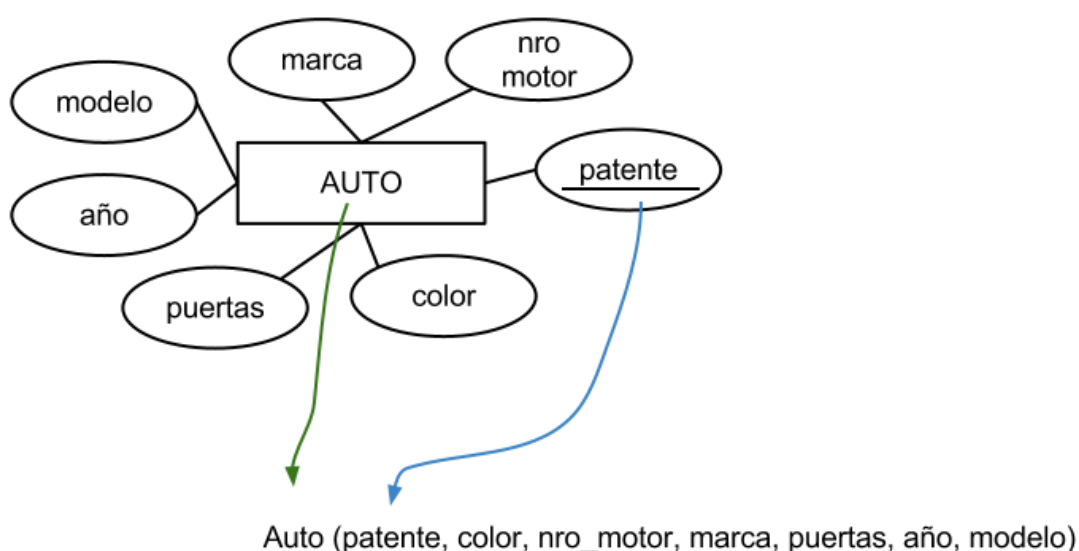 marca
nro
motor
modelo
AUTO
patente
año
puertas
color
Auto (patente, color, nro_motor, marca, puertas, año, modelo)